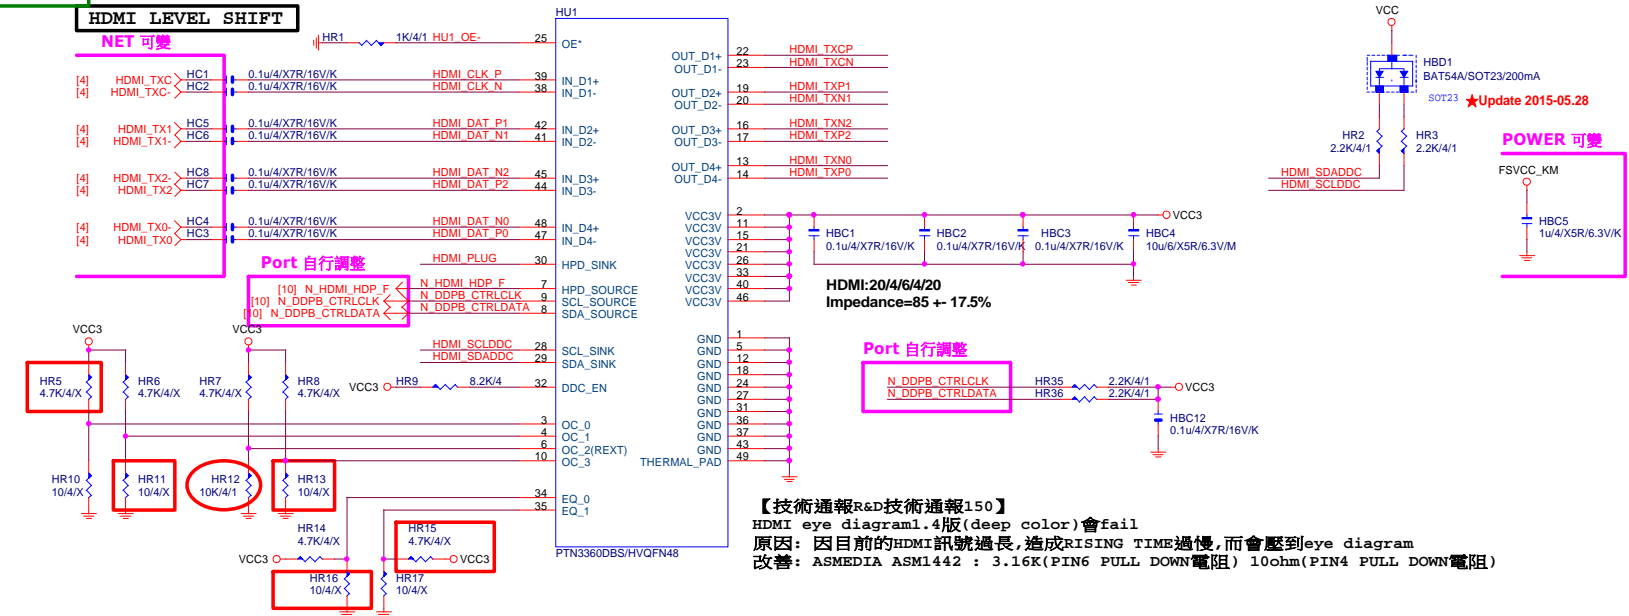 HDMI LEVEL SHIFT
NET 可變
HR1 1K/4/1 HU1_OE- 25
[4] HDMI_TXC HC1 0.1u/4/X7R/16V/K HDMI_CLK_P 39
[4] HDMI_TXC- HC2 0.1u/4/X7R/16V/K HDMI_CLK_N 38
[4] HDMI_TX1 HC5 0.1u/4/X7R/16V/K HDMI_DAT_P1 42
[4] HDMI_TX1- HC6 0.1u/4/X7R/16V/K HDMI_DAT_N1 41
[4] HDMI_TX2- HC8 0.1u/4/X7R/16V/K HDMI_DAT_N2 45
[4] HDMI_TX2 HC7 0.1u/4/X7R/16V/K HDMI_DAT_P2 44
[4] HDMI_TX0- HC4 0.1u/4/X7R/16V/K HDMI_DAT_N0 48
[4] HDMI_TX0 HC3 0.1u/4/X7R/16V/K HDMI_DAT_P0 47
HDMI_PLUG 30
Port 自行調整
[10] N_HDMI_HDP_F N_HDMI_HDP_F 7
[10] N_DDPB_CTRLCLK N_DDPB_CTRLCLK 9
[10] N_DDPB_CTRLDATA N_DDPB_CTRLDATA 8
HDMI_SCLDDC 28
HDMI_SDADDC 29
VCC3 HR9 8.2K/4 32
VCC3
VCC3
HR5
4.7K/4/X
HR6
4.7K/4/X
HR7
4.7K/4/X
HR8
4.7K/4/X
3
4
6
10
HR10
10/4/X
HR11
10/4/X
HR12
10K/4/1
HR13
10/4/X
34
35
HR14
4.7K/4/X
VCC3
HR15
4.7K/4/X
VCC3
HR16
10/4/X
HR17
10/4/X
HU1
OE*
IN_D1+
IN_D1-
IN_D2+
IN_D2-
IN_D3+
IN_D3-
IN_D4+
IN_D4-
HPD_SINK
HPD_SOURCE
SCL_SOURCE
SDA_SOURCE
SCL_SINK
SDA_SINK
DDC_EN
OC_0
OC_1
OC_2(REXT)
OC_3
EQ_0
EQ_1
PTN3360DBS/HVQFN48
OUT_D1+ 22 HDMI_TXCP
OUT_D1- 23 HDMI_TXCN
OUT_D2+ 19 HDMI_TXP1
OUT_D2- 20 HDMI_TXN1
OUT_D3+ 16 HDMI_TXN2
OUT_D3- 17 HDMI_TXP2
OUT_D4+ 13 HDMI_TXN0
OUT_D4- 14 HDMI_TXP0
VCC3V 2 VCC3
VCC3V 11
VCC3V 15
VCC3V 21
VCC3V 26
VCC3V 33
VCC3V 40
VCC3V 46
GND 1
GND 5
GND 12
GND 18
GND 24
GND 27
GND 31
GND 36
GND 37
GND 43
THERMAL_PAD 49
HBC1
0.1u/4/X7R/16V/K
HBC2
0.1u/4/X7R/16V/K
HBC3
0.1u/4/X7R/16V/K
HBC4
10u/6/X5R/6.3V/M
HDMI:20/4/6/4/20
Impedance=85 +- 17.5%
Port 自行調整
N_DDPB_CTRLCLK HR35 2.2K/4/1 VCC3
N_DDPB_CTRLDATA HR36 2.2K/4/1
HBC12
0.1u/4/X7R/16V/K
VCC
HBD1
BAT54A/SOT23/200mA
SOT23 ★Update 2015-05.28
HR2
2.2K/4/1
HR3
2.2K/4/1
HDMI_SDADDC
HDMI_SCLDDC
POWER 可變
FSVCC_KM
HBC5
1u/4/X5R/6.3V/K
【技術通報R&D技術通報150】
HDMI eye diagram1.4版(deep color)會fail
原因: 因目前的HDMI訊號過長,造成RISING TIME過慢,而會壓到eye diagram
改善: ASMEDIA ASM1442 : 3.16K(PIN6 PULL DOWN電阻) 10ohm(PIN4 PULL DOWN電阻)